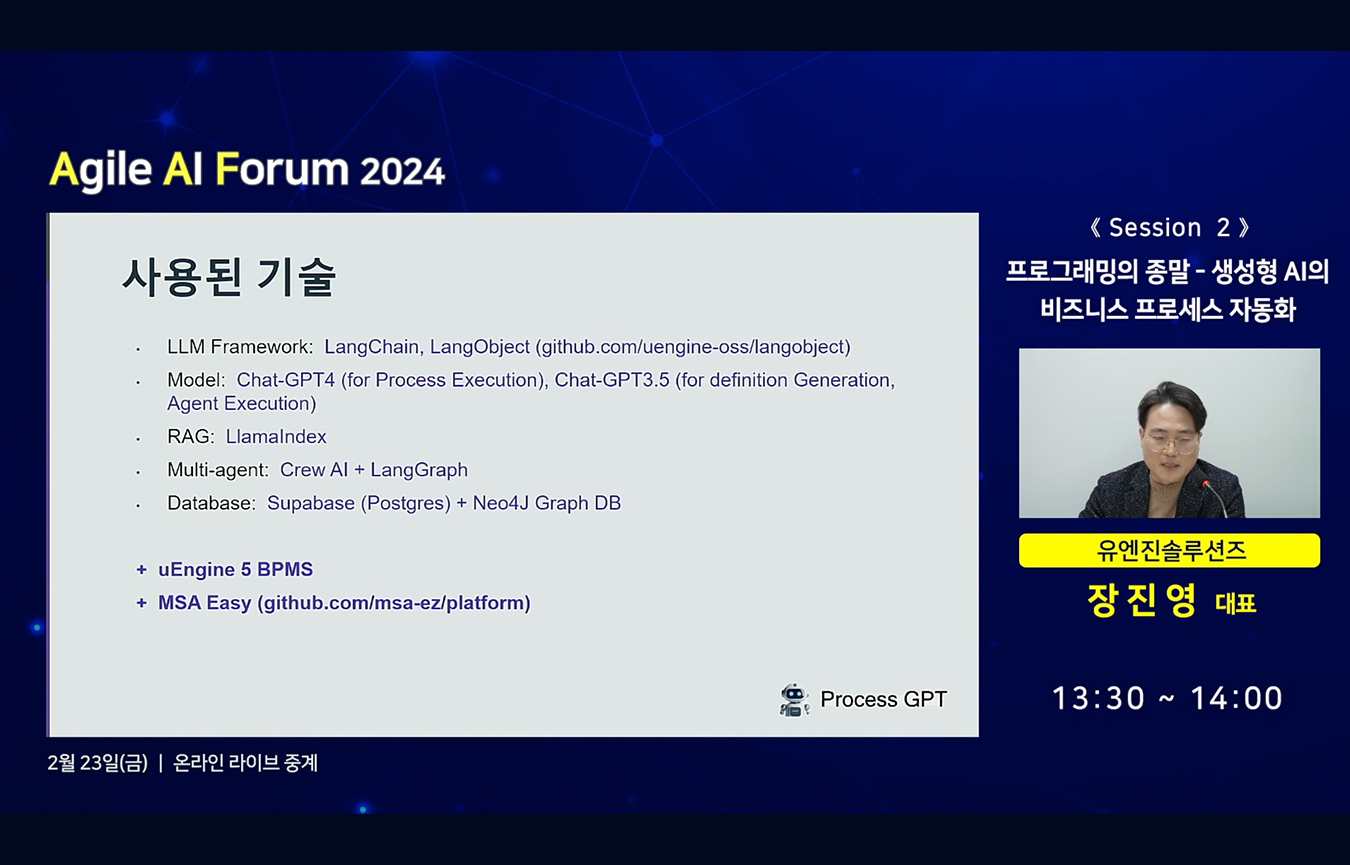 Agile AI Forum 2024
사용된 기술
· LLM Framework: LangChain, LangObject (github.com/uengine-oss/langobject)
· Model: Chat-GPT4 (for Process Execution), Chat-GPT3.5 (for definition Generation,
Agent Execution)
· RAG: LlamaIndex
· Multi-agent: Crew AI + LangGraph
· Database: Supabase (Postgres) + Neo4J Graph DB
+ uEngine 5 BPMS
+ MSA Easy (github.com/msa-ez/platform)
Process GPT
《 Session 2 》
프로그래밍의 종말 - 생성형 AI의
비즈니스 프로세스 자동화
유엔진솔루션즈
장진영 대표
13:30 ~ 14:00
2월 23일(금) | 온라인 라이브 중계